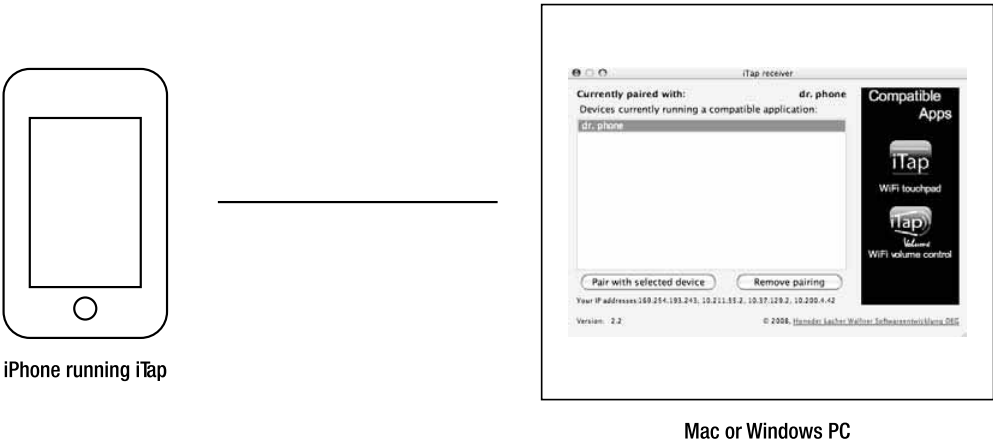 iTap receiver
Currently paired with: dr. phone
Devices currently running a compatible application:
dr. phone
Pair with selected device
Remove pairing
Your IP addresses:169.254.193.243, 10.211.55.2, 10.37.129.2, 10.200.4.42
Version: 2.2
© 2008, Honeder Lacher Wallner Softwareentwicklung OEG
Compatible
Apps
iTap
WiFi touchpad
iTap
Volume
WiFi volume control
iPhone running iTap
Mac or Windows PC